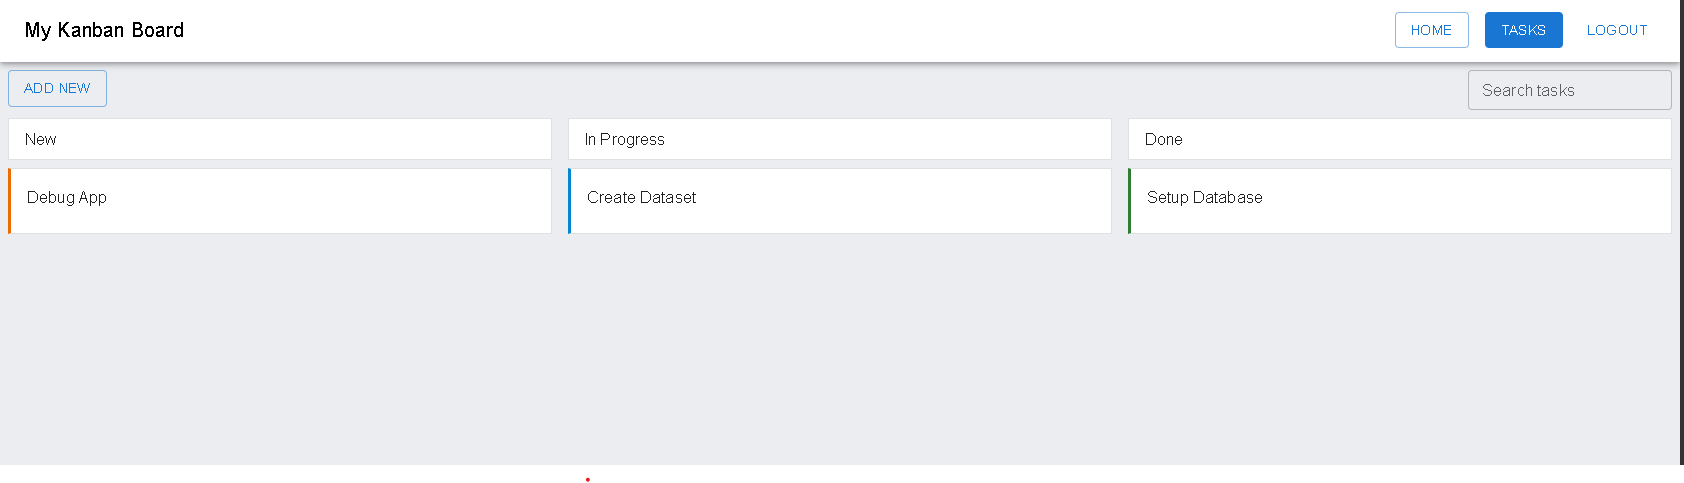 My Kanban Board
HOME
TASKS
LOGOUT
ADD NEW
Search tasks
New
In Progress
Done
Debug App
Create Dataset
Setup Database